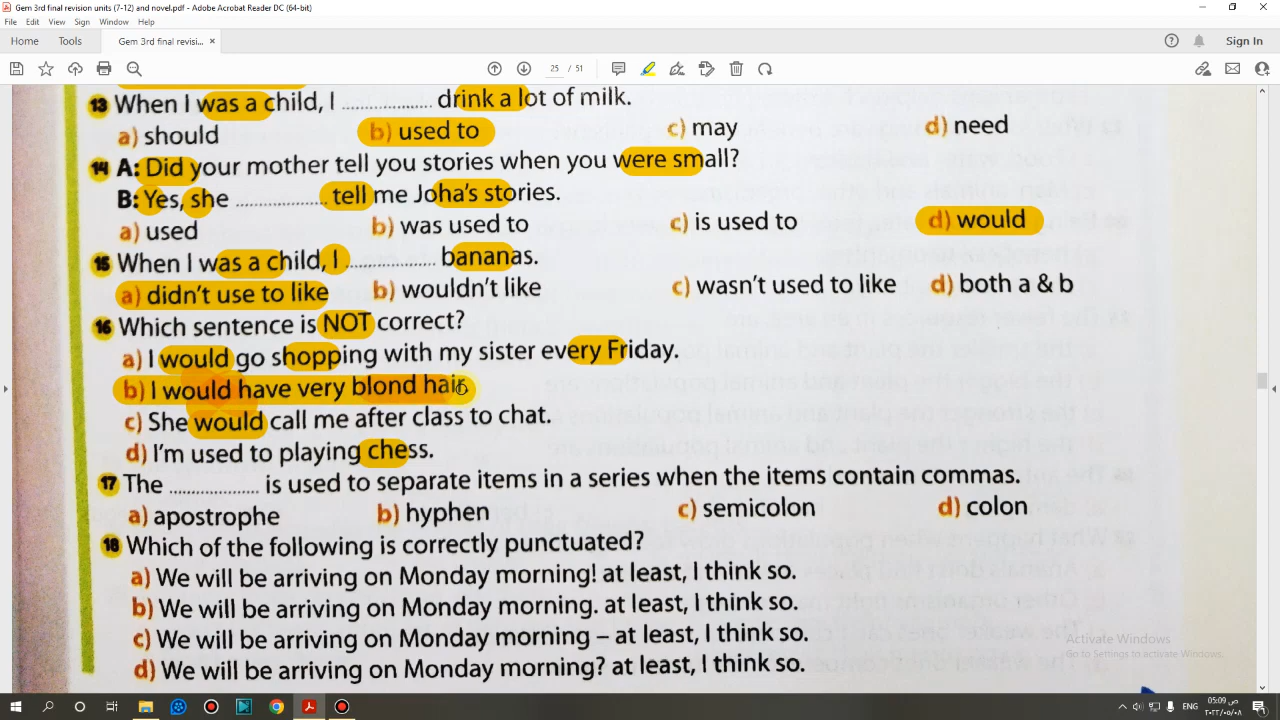 Gem 3rd final revision units (7-12) and novel.pdf - Adobe Acrobat Reader DC (64-bit)
File Edit View Sign Window Help
Home Tools Gem 3rd final revisi... × Sign In
25 / 51
13 When I was a child, I .............. drink a lot of milk.
a) should b) used to c) may d) need
14 A: Did your mother tell you stories when you were small?
B: Yes, she .............. tell me Joha's stories.
a) used b) was used to c) is used to d) would
15 When I was a child, I .............. bananas.
a) didn't use to like b) wouldn't like c) wasn't used to like d) both a & b
16 Which sentence is NOT correct?
a) I would go shopping with my sister every Friday.
b) I would have very blond hair
c) She would call me after class to chat.
d) I'm used to playing chess.
17 The .............. is used to separate items in a series when the items contain commas.
a) apostrophe b) hyphen c) semicolon d) colon
18 Which of the following is correctly punctuated?
a) We will be arriving on Monday morning! at least, I think so.
b) We will be arriving on Monday morning. at least, I think so.
c) We will be arriving on Monday morning – at least, I think so.
d) We will be arriving on Monday morning? at least, I think so.
Activate Windows
Go to Settings to activate Windows.
ENG 05:09 ص
٢٠٢٢/٠٥/٠٨